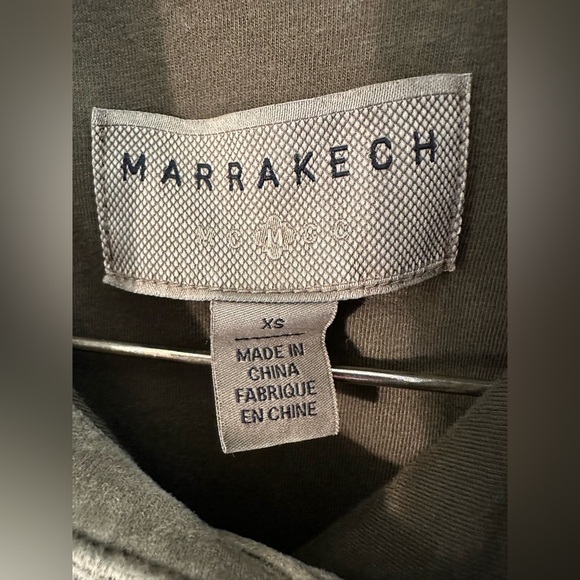 MARRAKECH
XS
MADE IN
CHINA
FABRIQUE
EN CHINE